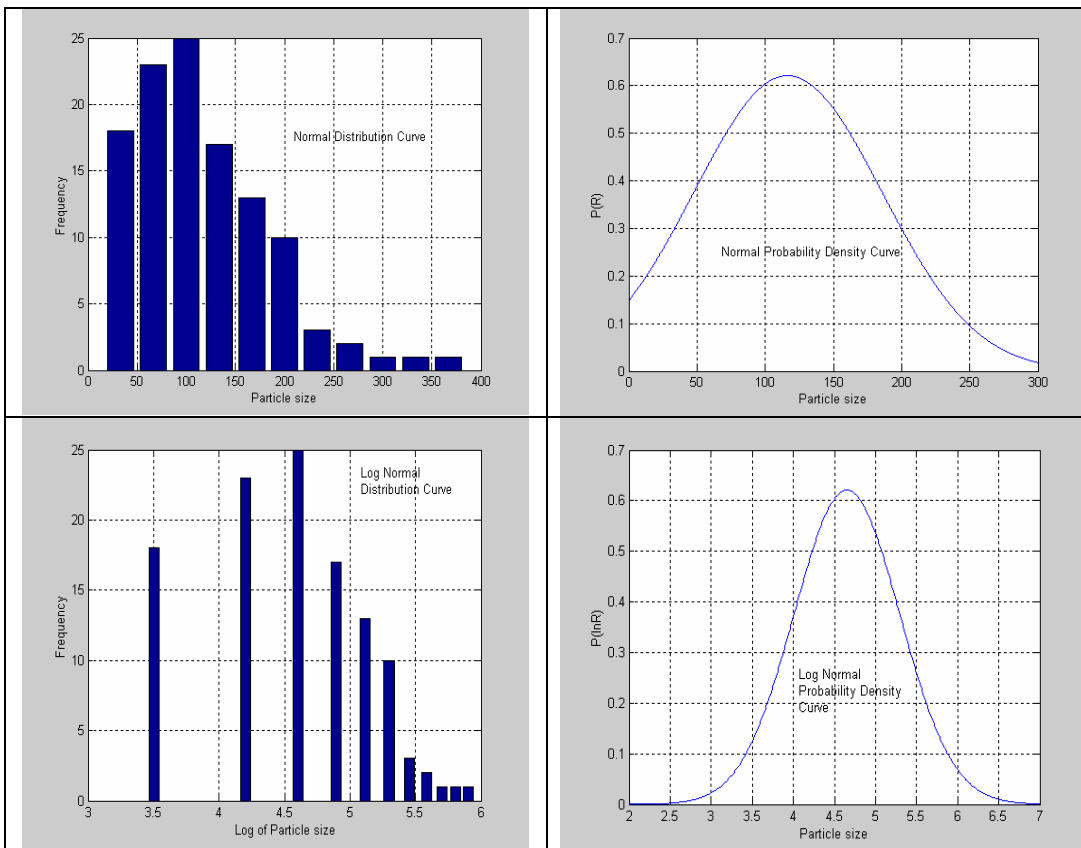 25
20
15
10
5
0
Frequency
Normal Distribution Curve
0 50 100 150 200 250 300 350 400
Particle size
0.7
0.6
0.5
0.4
0.3
0.2
0.1
0
P(R)
Normal Probability Density Curve
0 50 100 150 200 250 300
Particle size
25
20
15
10
5
0
Frequency
Log Normal
Distribution Curve
3 3.5 4 4.5 5 5.5 6
Log of Particle size
0.7
0.6
0.5
0.4
0.3
0.2
0.1
0
P(lnR)
Log Normal
Probability Density
Curve
2 2.5 3 3.5 4 4.5 5 5.5 6 6.5 7
Particle size